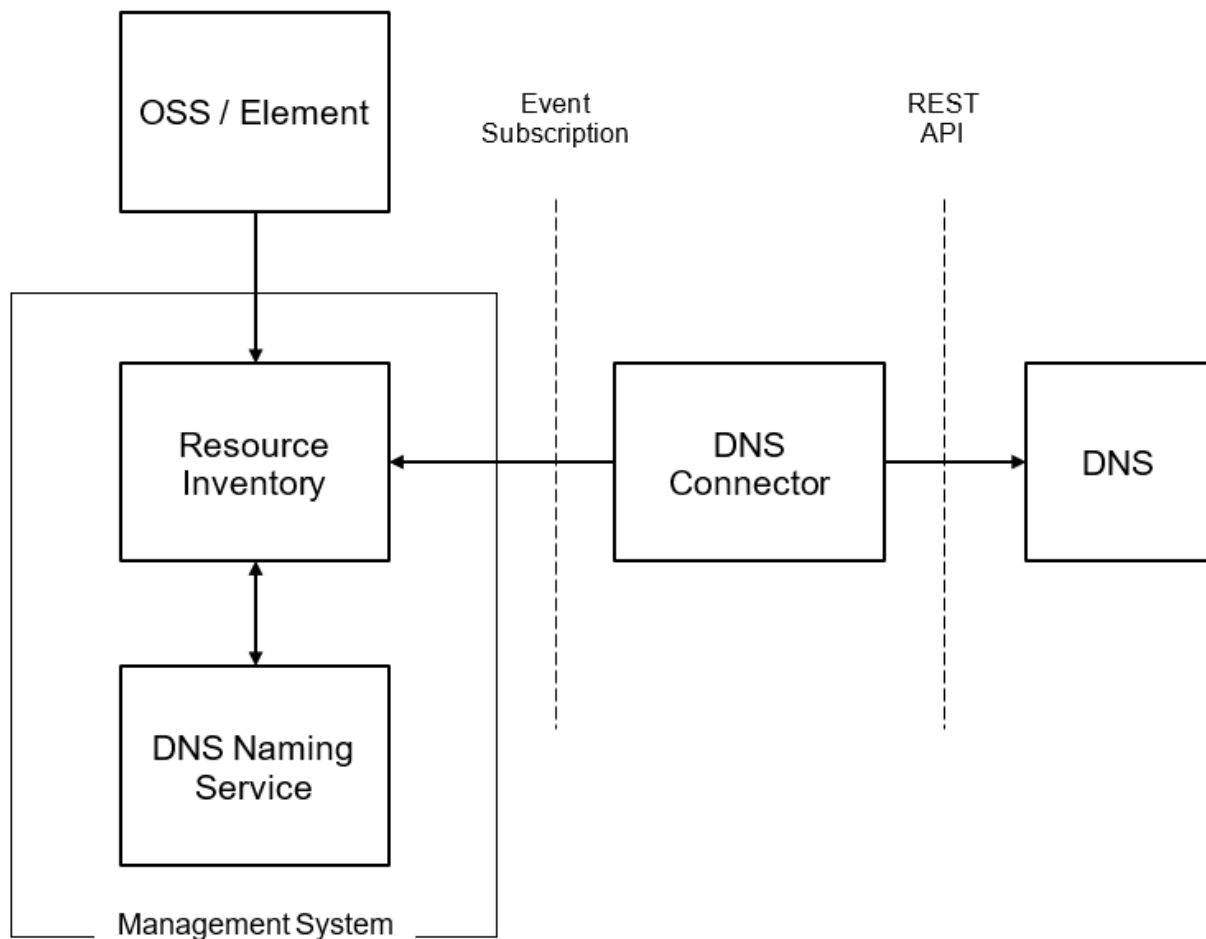 OSS / Element
Event
Subscription
REST
API
Resource
Inventory
DNS
Connector
DNS
DNS Naming
Service
Management System